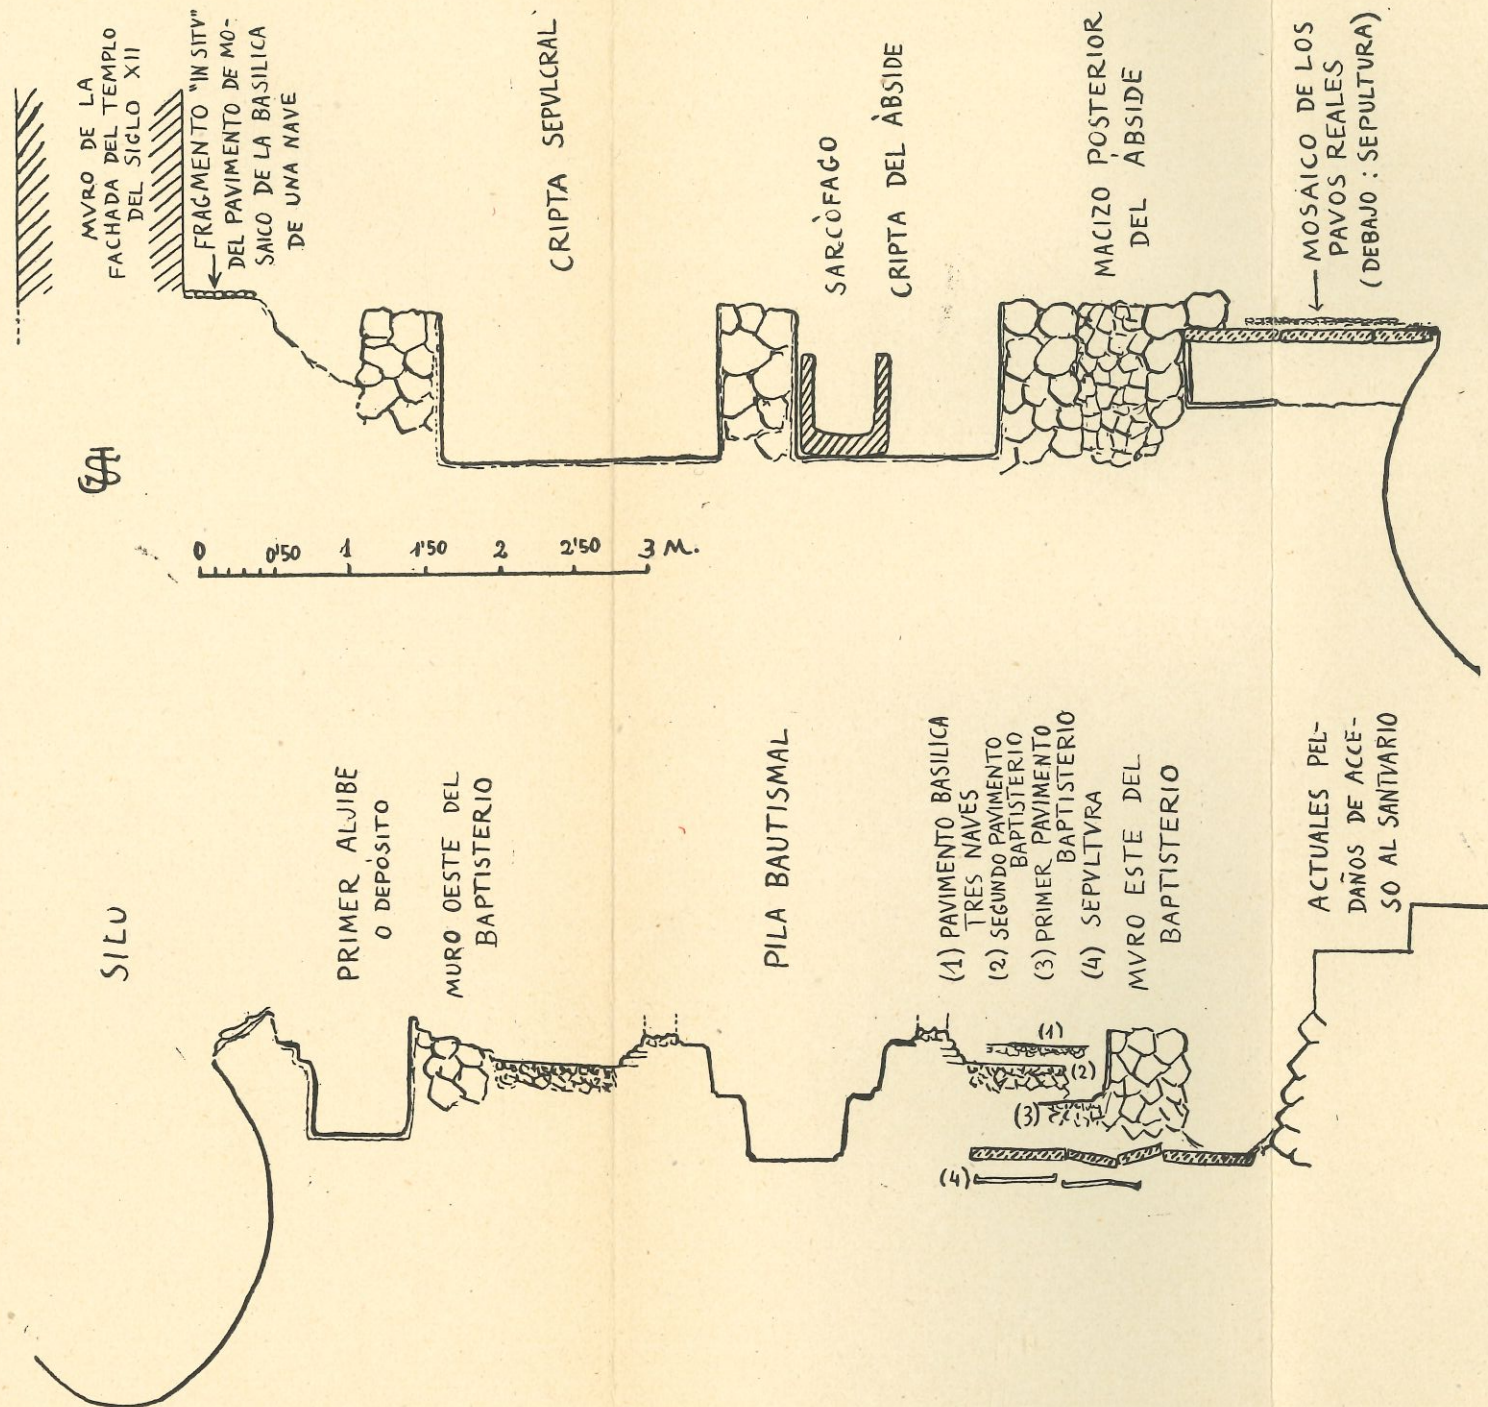 MVRO DE LA
FACHADA DEL TEMPLO
DEL SIGLO XII
FRAGMENTO "IN SITV"
DEL PAVIMENTO DE MO-
SAICO DE LA BASILICA
DE UNA NAVE
CRIPTA SEPVLCRAL
SARCÒFAGO
CRIPTA DEL ÀBSIDE
MACIZO POSTERIOR
DEL ÀBSIDE
MOSAICO DE LOS
PAVOS REALES
(DEBAJO : SEPULTURA)
0 0'50 1 1'50 2 2'50 3 M.
SILU
PRIMER ALJIBE
O DEPÓSITO
MURO OESTE DEL
BAPTISTERIO
PILA BAUTISMAL
(1) PAVIMENTO BASILICA
TRES NAVES
(2) SEGUNDO PAVIMENTO
BAPTISTERIO
(3) PRIMER PAVIMENTO
BAPTISTERIO
(4) SEPVLTVRA
MVRO ESTE DEL
BAPTISTERIO
ACTUALES PEL-
DAÑOS DE ACCE-
SO AL SANTVARIO
(1)
(2)
(3)
(4)